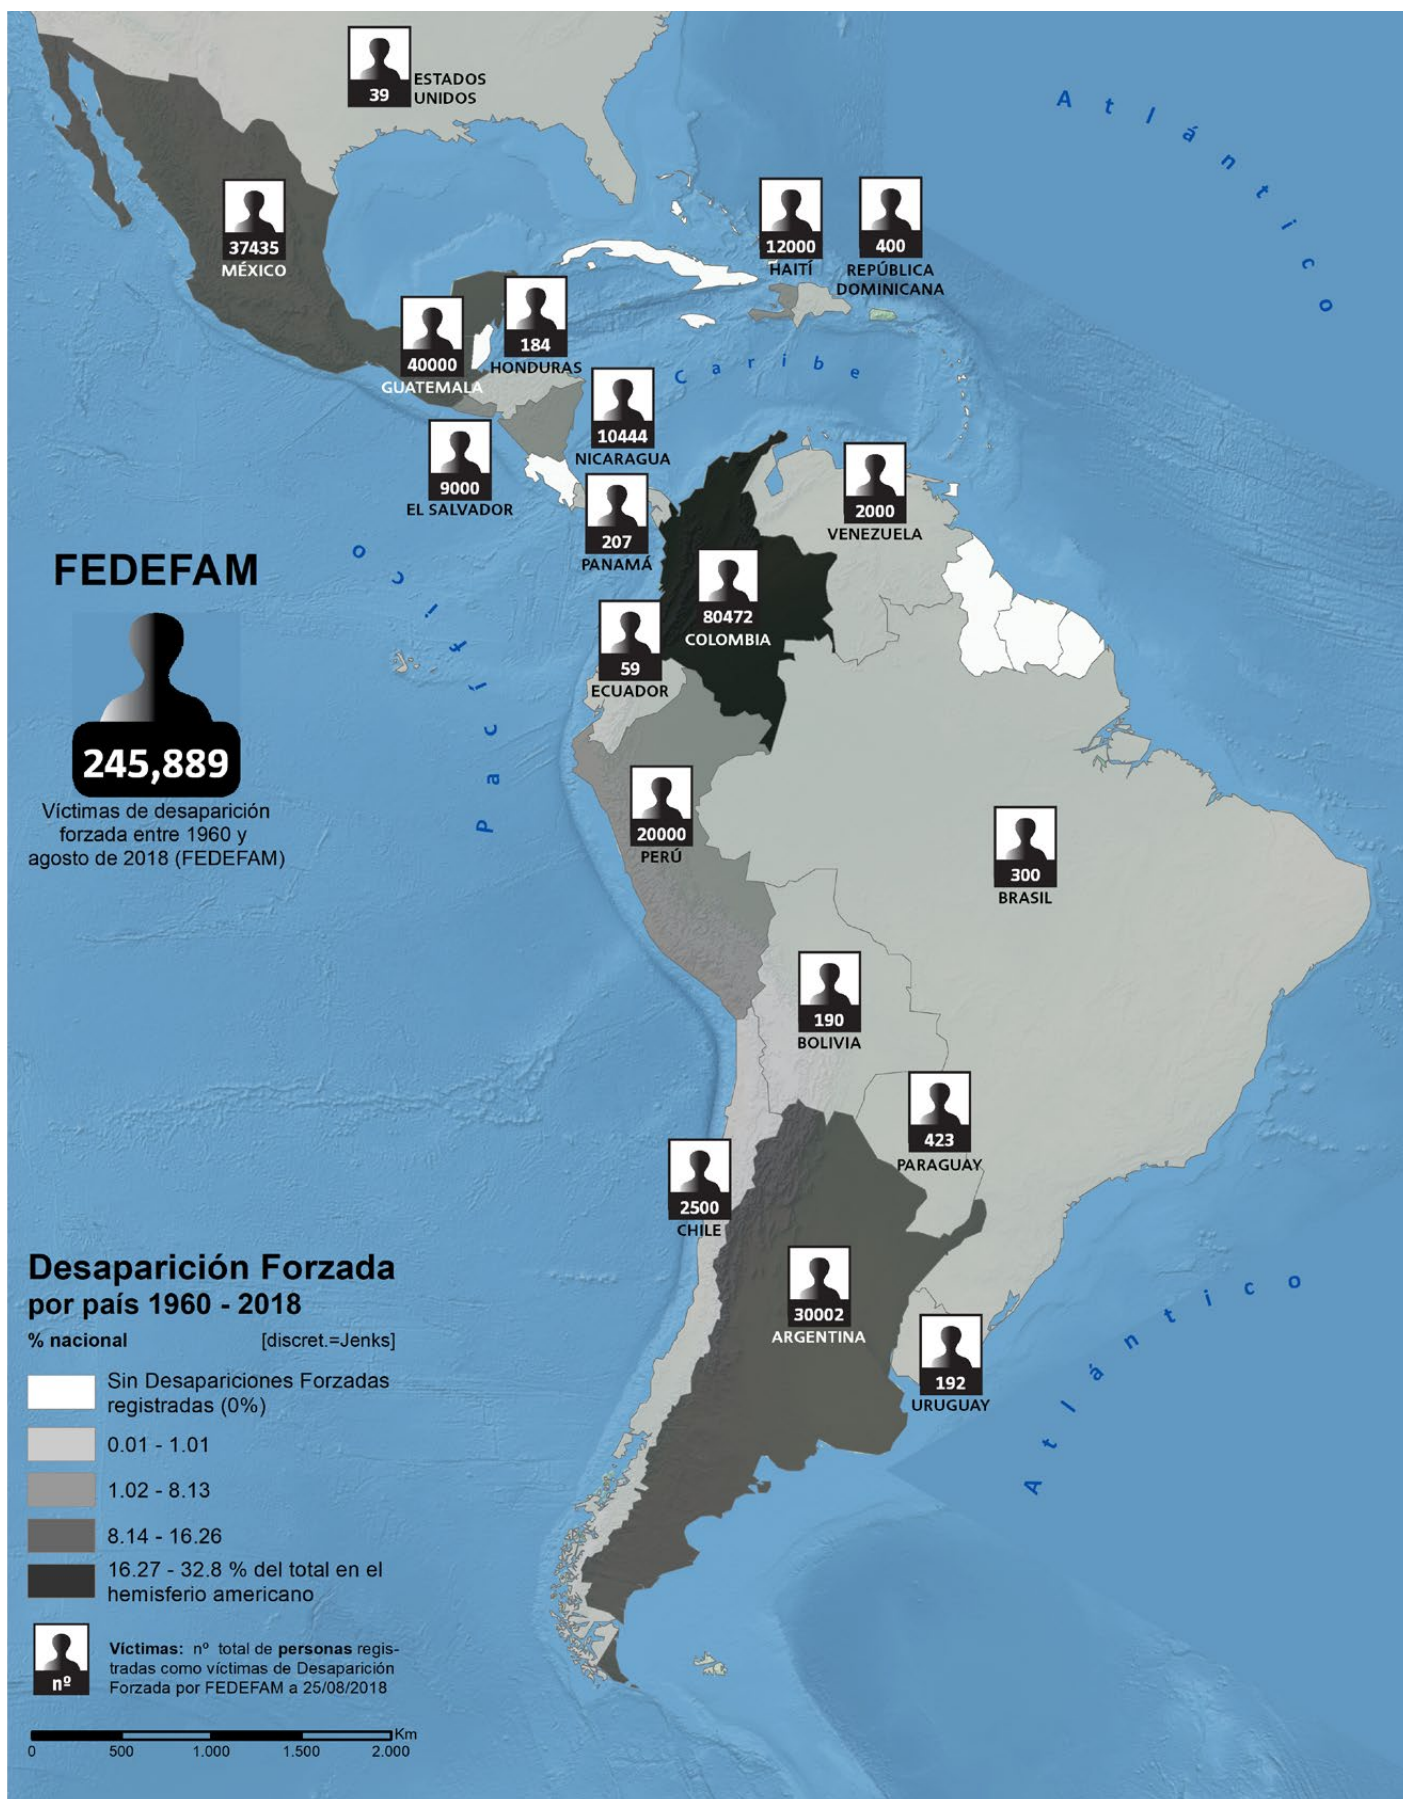 39
ESTADOS
UNIDOS
37435
MÉXICO
12000
HAITÍ
400
REPÚBLICA
DOMINICANA
184
HONDURAS
40000
GUATEMALA
10444
NICARAGUA
9000
EL SALVADOR
207
PANAMÁ
2000
VENEZUELA
80472
COLOMBIA
59
ECUADOR
20000
PERÚ
300
BRASIL
190
BOLIVIA
423
PARAGUAY
2500
CHILE
30002
ARGENTINA
192
URUGUAY
Atlántico
Caribe
Pacífico
Atlántico
FEDEFAM
245,889
Víctimas de desaparición
forzada entre 1960 y
agosto de 2018 (FEDEFAM)
Desaparición Forzada
por país 1960 - 2018
% nacional [discret.=Jenks]
Sin Desapariciones Forzadas
registradas (0%)
0.01 - 1.01
1.02 - 8.13
8.14 - 16.26
16.27 - 32.8 % del total en el
hemisferio americano
nº
Víctimas: nº total de personas regis-
tradas como víctimas de Desaparición
Forzada por FEDEFAM a 25/08/2018
Km
0 500 1.000 1.500 2.000